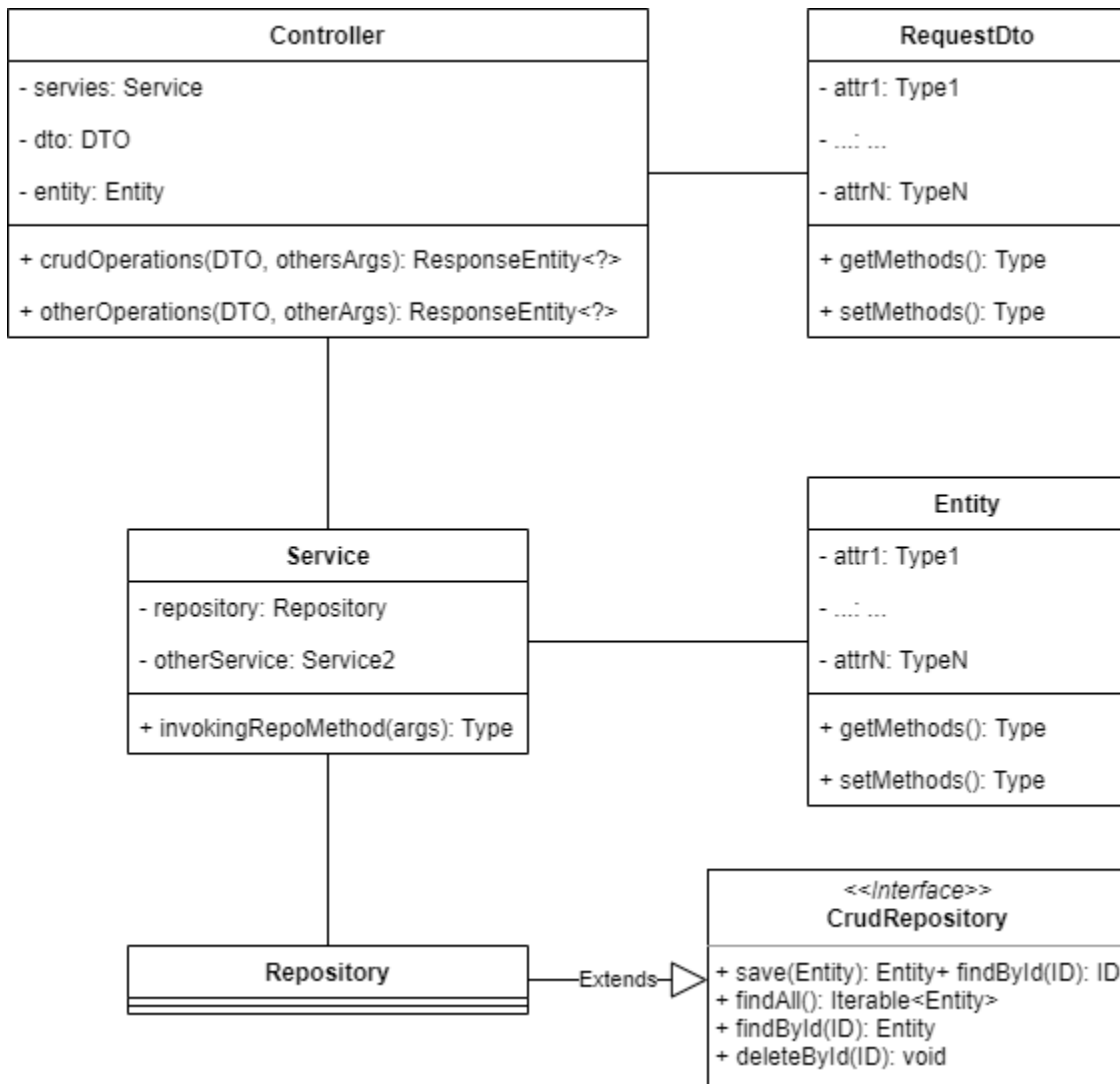 Controller
- servies: Service
- dto: DTO
- entity: Entity
+ crudOperations(DTO, othersArgs): ResponseEntity<?>
+ otherOperations(DTO, otherArgs): ResponseEntity<?>
RequestDto
- attr1: Type1
- ...: ...
- attrN: TypeN
+ getMethods(): Type
+ setMethods(): Type
Service
- repository: Repository
- otherService: Service2
+ invokingRepoMethod(args): Type
Entity
- attr1: Type1
- ...: ...
- attrN: TypeN
+ getMethods(): Type
+ setMethods(): Type
Repository
Extends
<<Interface>>
CrudRepository
+ save(Entity): Entity+ findById(ID): ID
+ findAll(): Iterable<Entity>
+ findById(ID): Entity
+ deleteById(ID): void